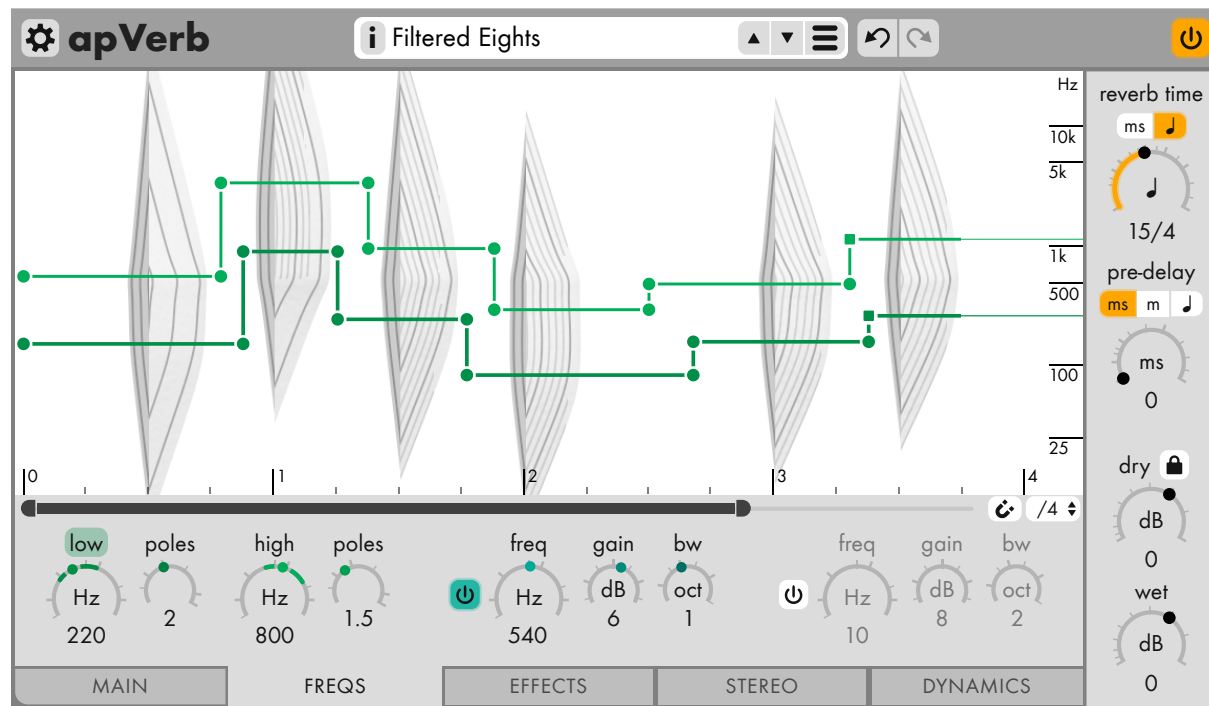 apVerb
i Filtered Eights
Hz
10k
5k
1k
500
100
25
0 1 2 3 4
/4
reverb time
ms
15/4
pre-delay
ms m
ms
0
dry
dB
0
wet
dB
0
low poles high poles freq gain bw freq gain bw
Hz Hz Hz dB oct Hz dB oct
220 2 800 1.5 540 6 1 10 8 2
MAIN FREQS EFFECTS STEREO DYNAMICS